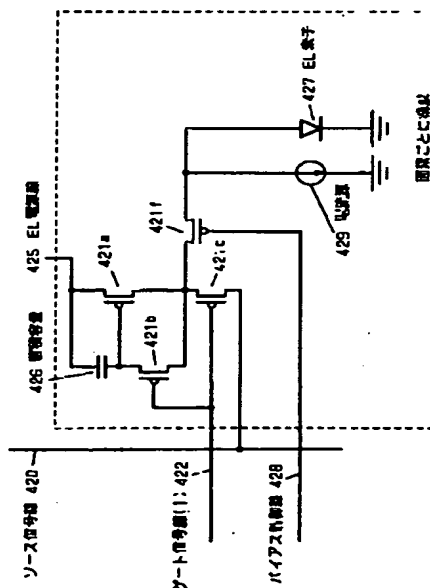 425 EL電源線
426 蓄積容量
421a
421b
421c
421f
427 EL素子
429 電流源
画素ごとに構成
ソース信号線 420
ゲート信号線(1) 422
バイアス制御線 428